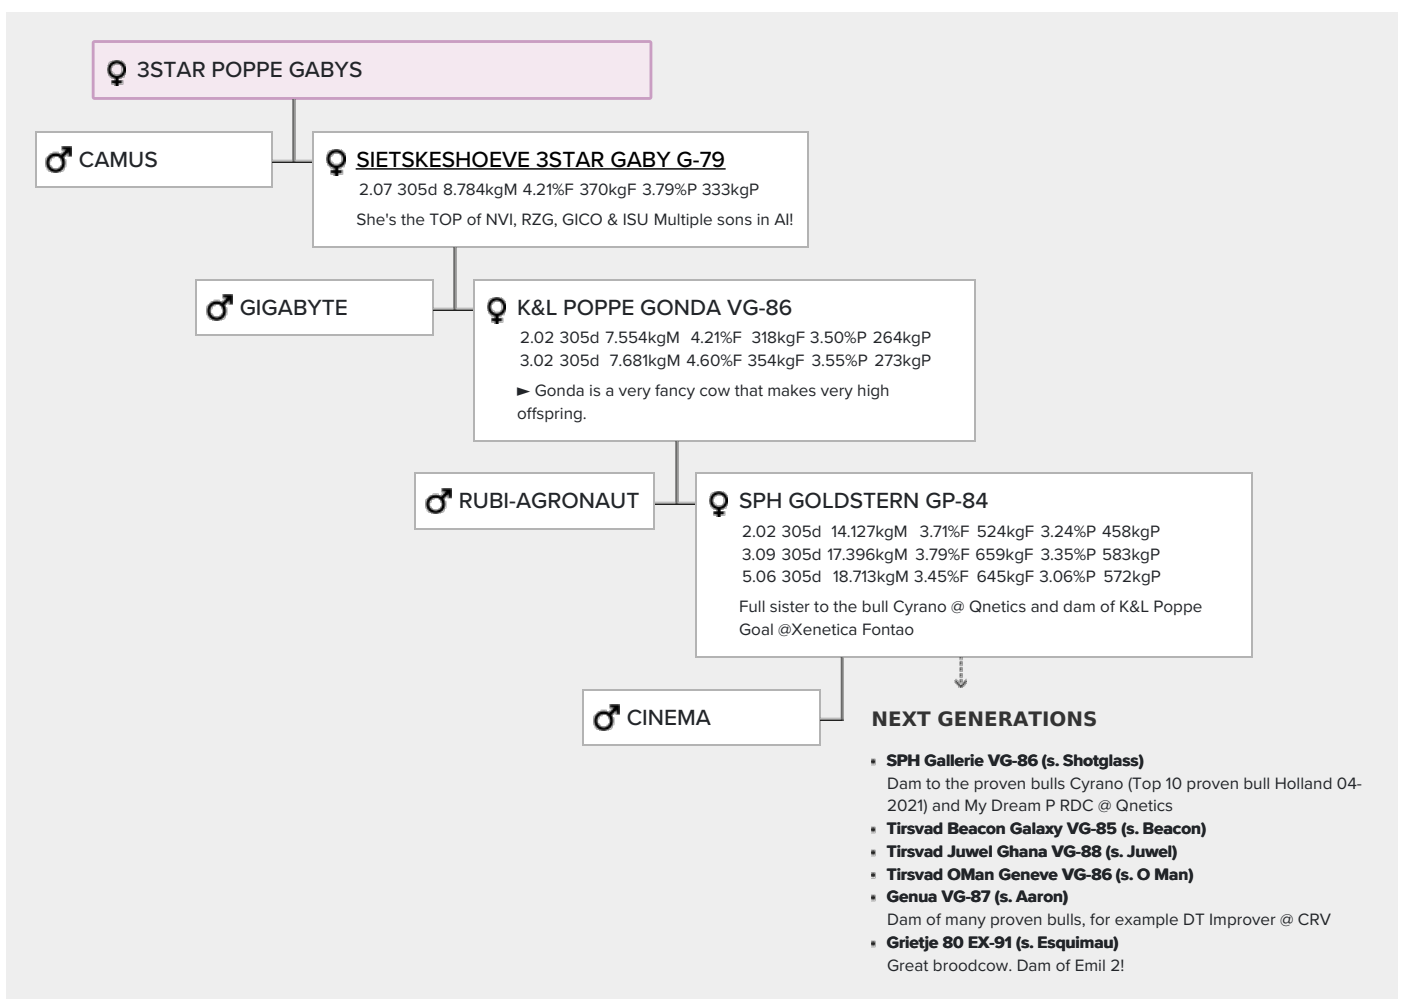 3STAR POPPE GABYS
CAMUS
SIETSKESHOEVE 3STAR GABY G-79
2.07 305d 8.784kgM 4.21%F 370kgF 3.79%P 333kgP
She's the TOP of NVI, RZG, GICO & ISU Multiple sons in AI!
GIGABYTE
K&L POPPE GONDA VG-86
2.02 305d 7.554kgM 4.21%F 318kgF 3.50%P 264kgP
3.02 305d 7.681kgM 4.60%F 354kgF 3.55%P 273kgP
► Gonda is a very fancy cow that makes very high
offspring.
RUBI-AGRONAUT
SPH GOLDSTERN GP-84
2.02 305d 14.127kgM 3.71%F 524kgF 3.24%P 458kgP
3.09 305d 17.396kgM 3.79%F 659kgF 3.35%P 583kgP
5.06 305d 18.713kgM 3.45%F 645kgF 3.06%P 572kgP
Full sister to the bull Cyrano @ Qnetics and dam of K&L Poppe
Goal @Xenetica Fontao
CINEMA
NEXT GENERATIONS
SPH Gallerie VG-86 (s. Shotglass)
Dam to the proven bulls Cyrano (Top 10 proven bull Holland 04-
2021) and My Dream P RDC @ Qnetics
Tirsvad Beacon Galaxy VG-85 (s. Beacon)
Tirsvad Juwel Ghana VG-88 (s. Juwel)
Tirsvad OMan Geneve VG-86 (s. O Man)
Genua VG-87 (s. Aaron)
Dam of many proven bulls, for example DT Improver @ CRV
Grietje 80 EX-91 (s. Esquimau)
Great broodcow. Dam of Emil 2!